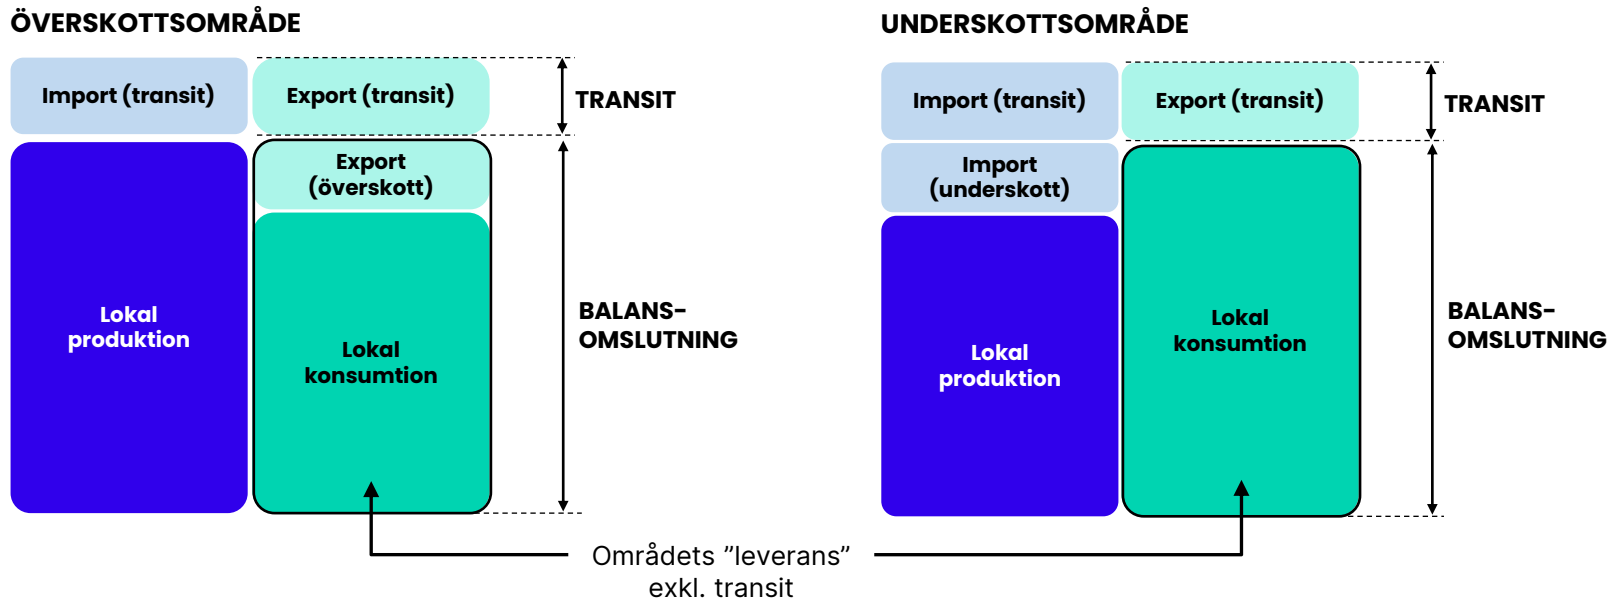 ÖVERSKOTTSOMRÅDE
Import (transit)
Export (transit)
TRANSIT
Export
(överskott)
Lokal
produktion
Lokal
konsumtion
BALANS-
OMSLUTNING
UNDERSKOTTSOMRÅDE
Import (transit)
Export (transit)
TRANSIT
Import
(underskott)
Lokal
produktion
Lokal
konsumtion
BALANS-
OMSLUTNING
Områdets ”leverans”
exkl. transit